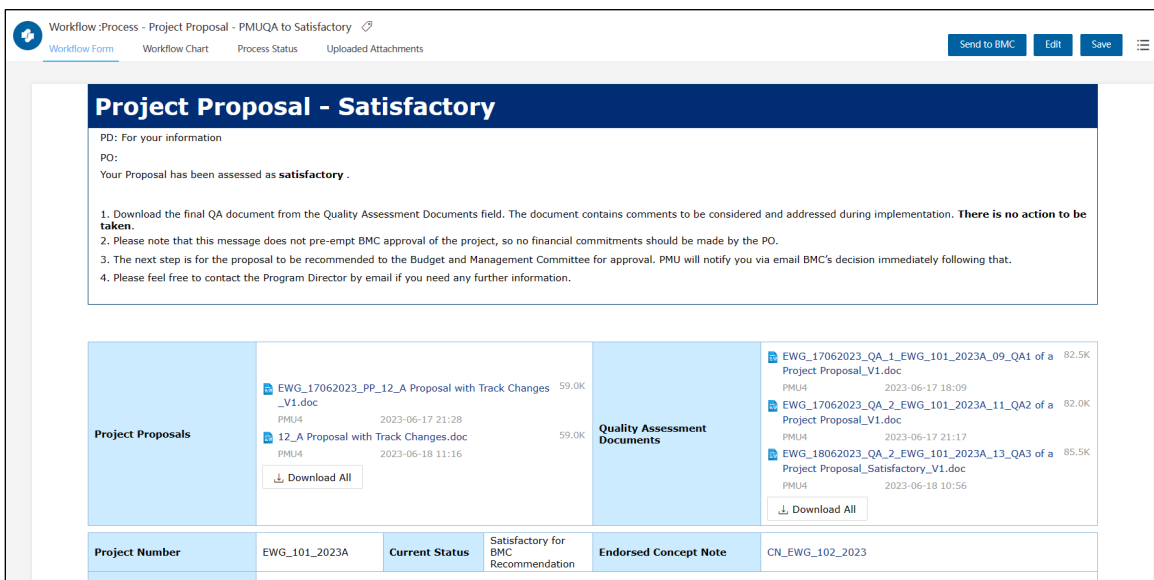 Workflow :Process - Project Proposal - PMUQA to Satisfactory
Workflow Form Workflow Chart Process Status Uploaded Attachments
Send to BMC Edit Save
Project Proposal - Satisfactory
PD: For your information
PO:
Your Proposal has been assessed as satisfactory .
1. Download the final QA document from the Quality Assessment Documents field. The document contains comments to be considered and addressed during implementation. There is no action to be
taken.
2. Please note that this message does not pre-empt BMC approval of the project, so no financial commitments should be made by the PO.
3. The next step is for the proposal to be recommended to the Budget and Management Committee for approval. PMU will notify you via email BMC's decision immediately following that.
4. Please feel free to contact the Program Director by email if you need any further information.
Project Proposals
EWG_17062023_PP_12_A Proposal with Track Changes 59.0K
_V1.doc
PMU4 2023-06-17 21:28
12_A Proposal with Track Changes.doc 59.0K
PMU4 2023-06-18 11:16
Download All
Quality Assessment
Documents
EWG_17062023_QA_1_EWG_101_2023A_09_QA1 of a 82.5K
Project Proposal_V1.doc
PMU4 2023-06-17 18:09
EWG_17062023_QA_2_EWG_101_2023A_11_QA2 of a 82.0K
Project Proposal_V1.doc
PMU4 2023-06-17 21:17
EWG_18062023_QA_2_EWG_101_2023A_13_QA3 of a 85.5K
Project Proposal_Satisfactory_V1.doc
PMU4 2023-06-18 10:56
Download All
Project Number EWG_101_2023A
Current Status
Satisfactory for
BMC
Recommendation
Endorsed Concept Note CN_EWG_102_2023